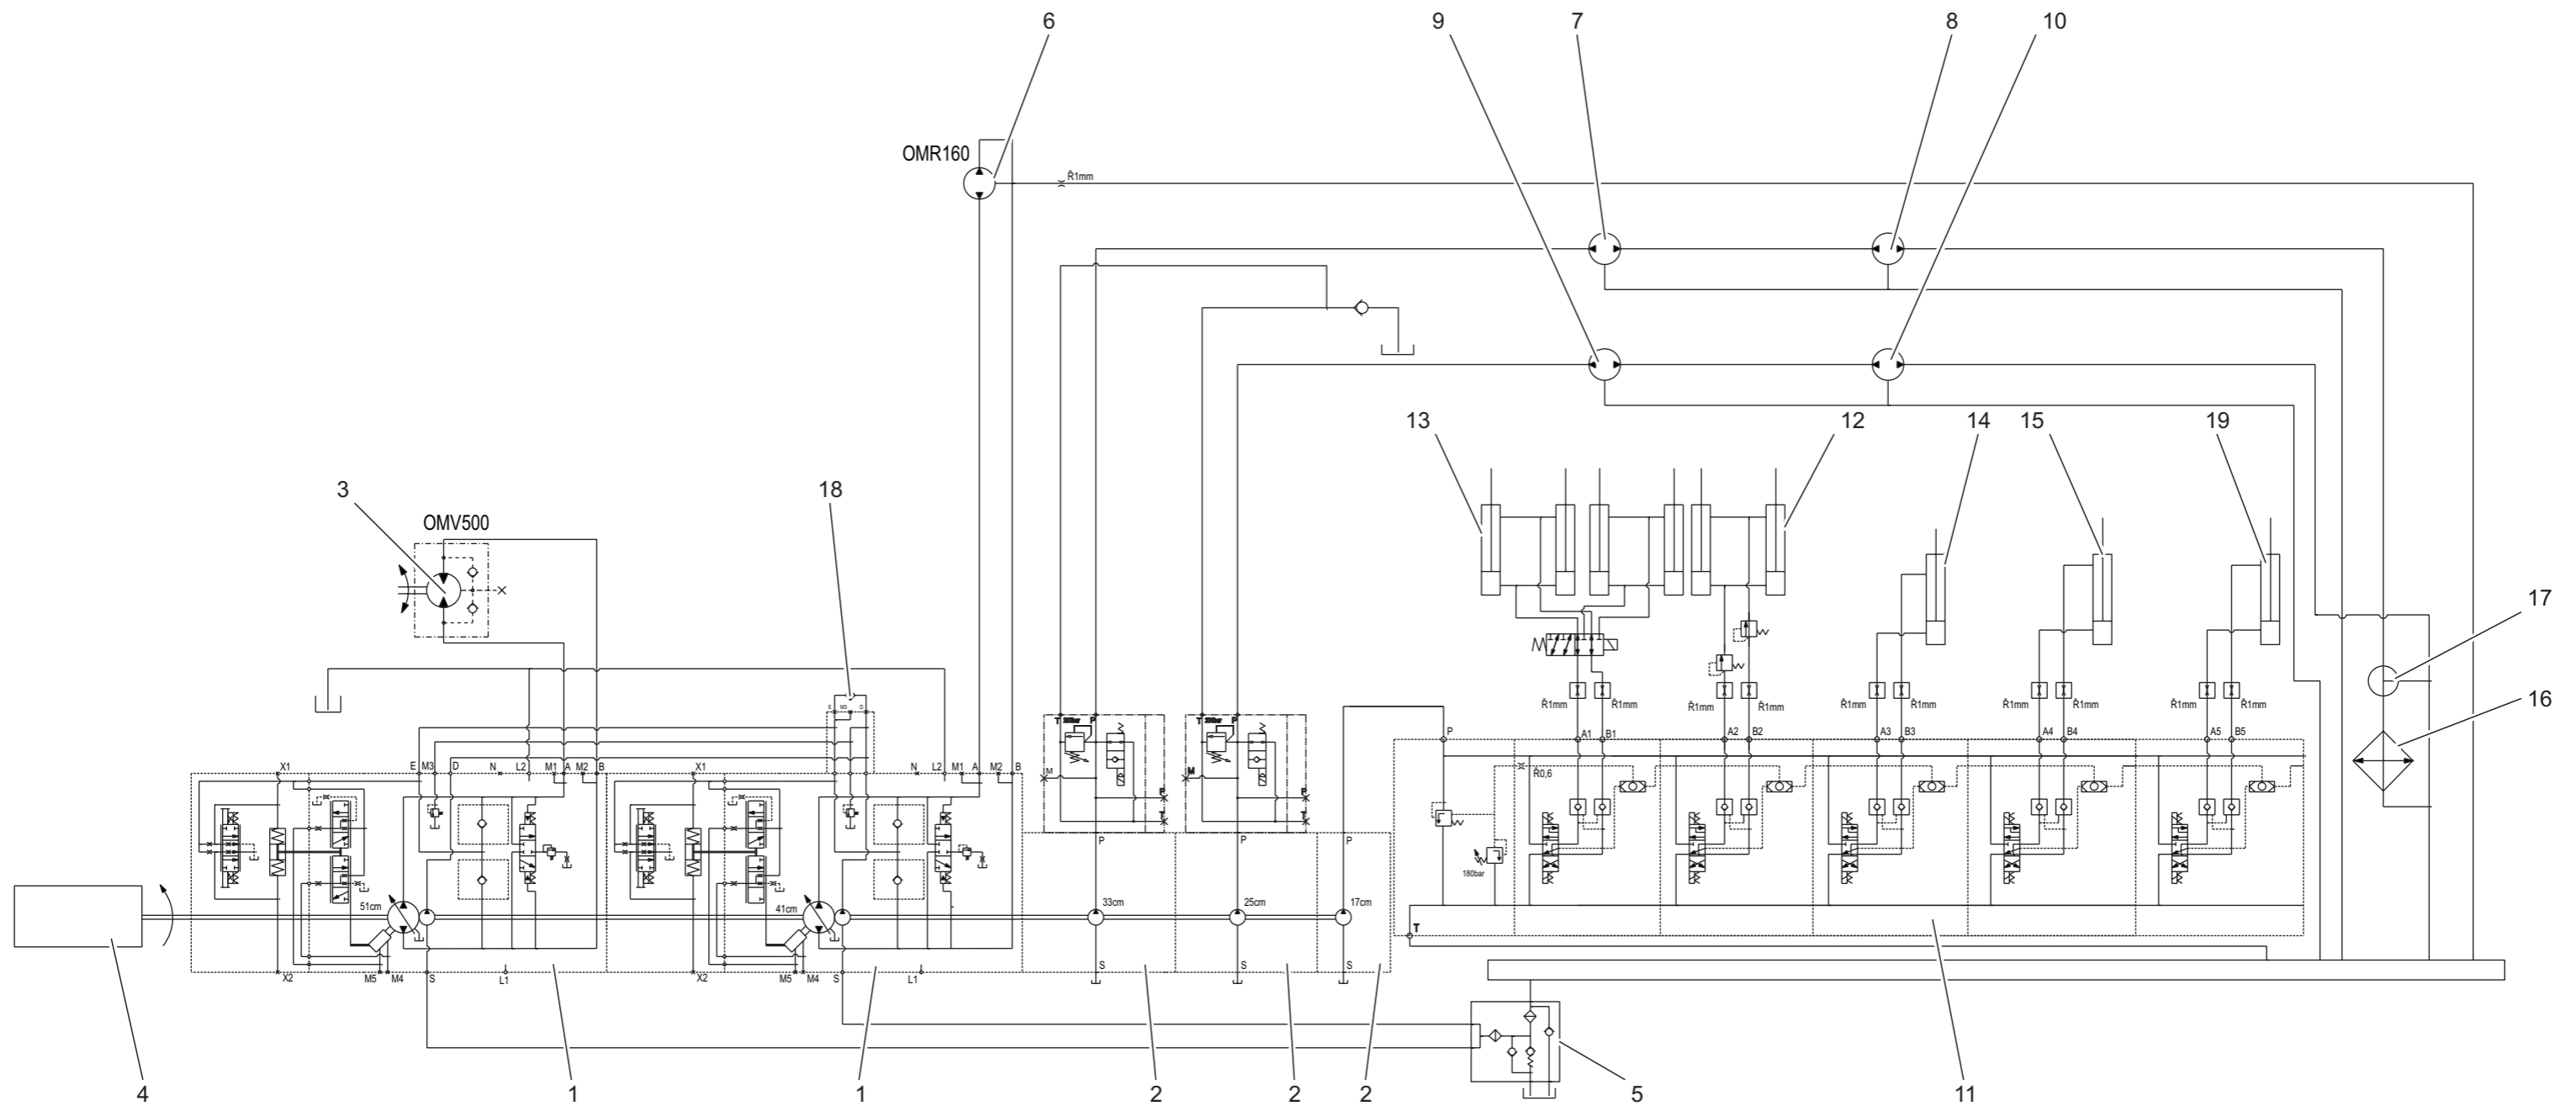 6 9 7 8 10
OMR160
Ř1mm
13 12 14 15 19
3 18
OMV500
17
16
E M3 D
T 200bar P
T 200bar P
Ř1mm Ř1mm Ř1mm Ř1mm Ř1mm Ř1mm Ř1mm Ř1mm Ř1mm Ř1mm
P A1 B1 A2 B2 A3 B3 A4 B4 A5 B5
X1 E M3 D N L2 M1 A M2 B X1 N L2 M1 A M2 B
M M
Ř0,6
P P
T T
P P P
180bar
51cm 41cm 33cm 25cm 17cm
T
S S S
X2 M5 M4 S L1 X2 M5 M4 S L1
4 1 1 2 2 2 5 11